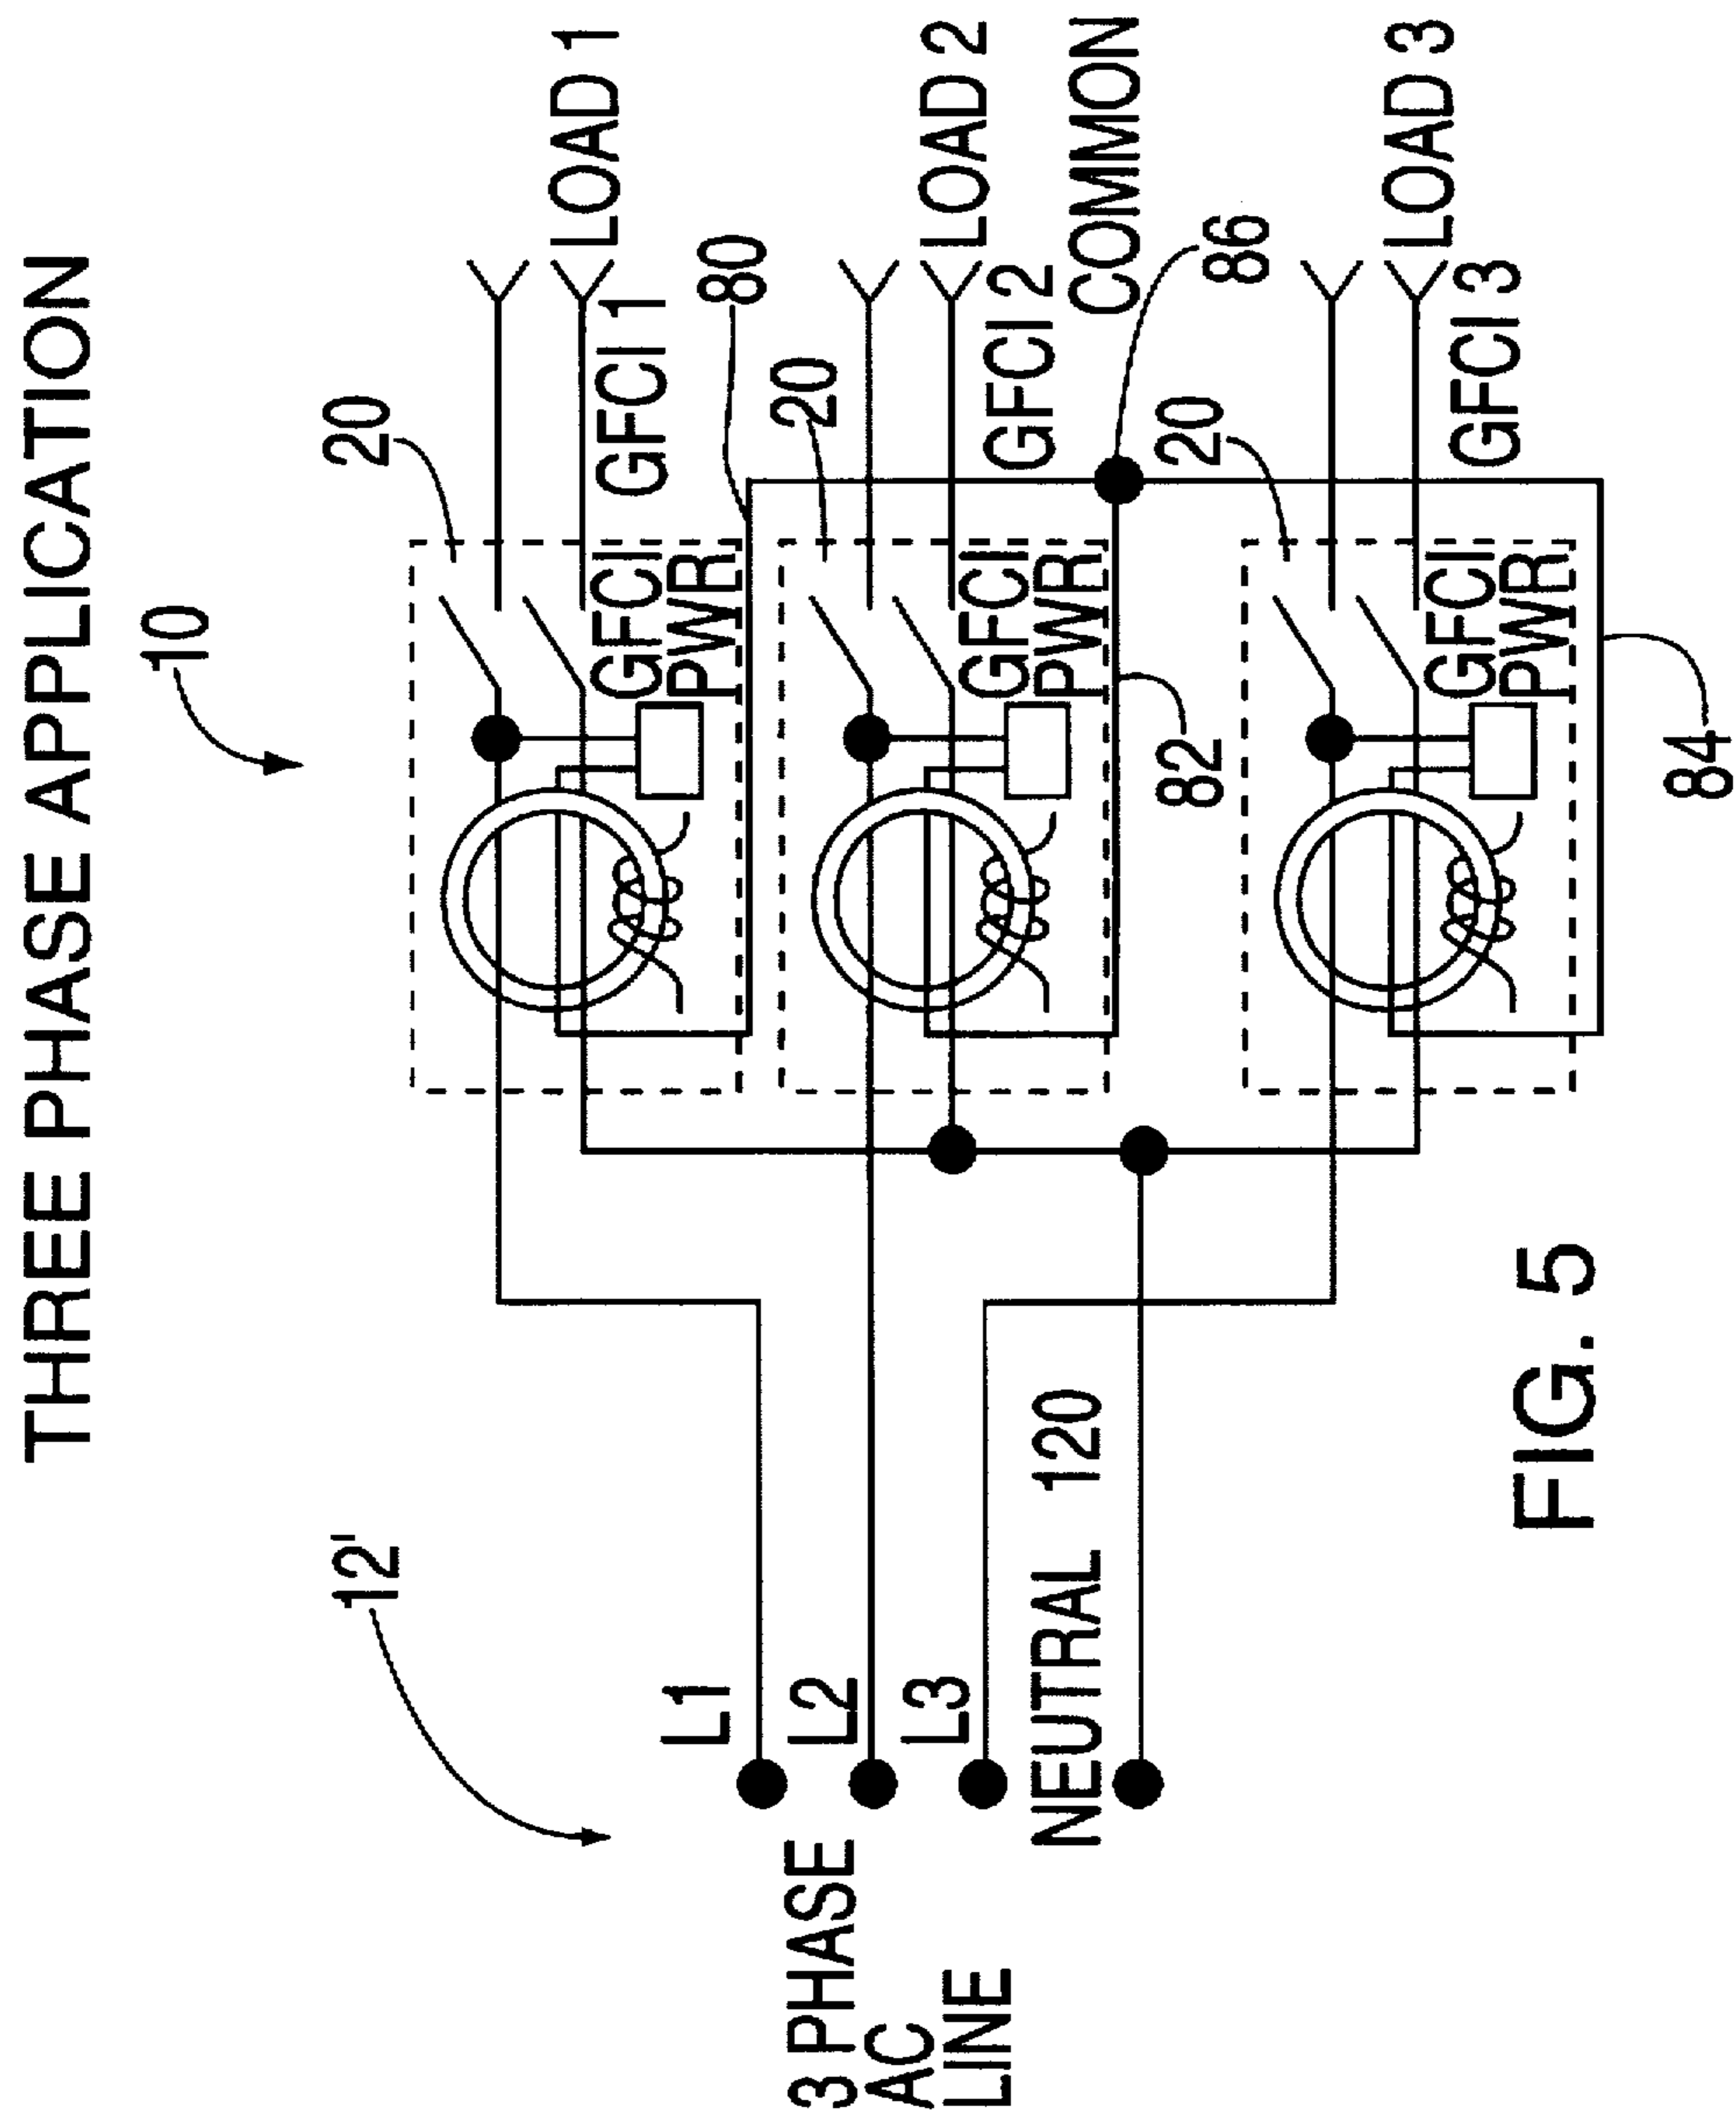 THREE PHASE APPLICATION
10
12'
20
LOAD 1
GFCI 1
GFCI
PWR
80
L1
3 PHASE
AC
LINE
L2
L3
20
LOAD 2
GFCI 2
GFCI
PWR
COMMON
86
82
NEUTRAL 120
20
LOAD 3
GFCI 3
GFCI
PWR
84
FIG. 5